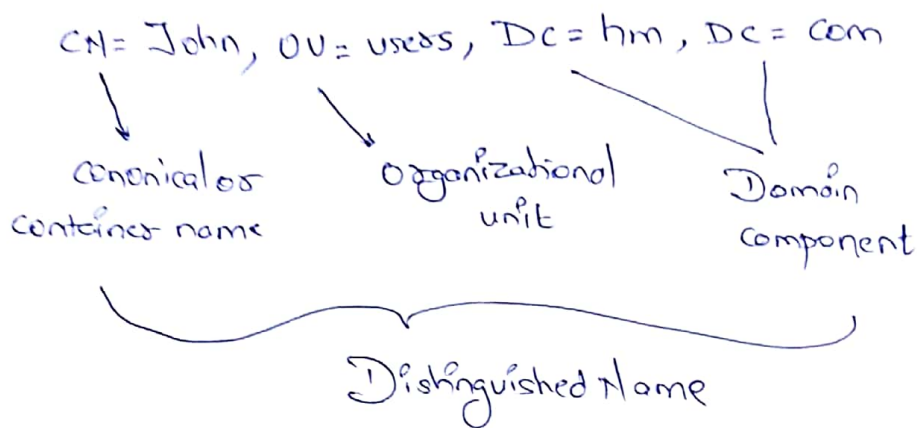 CN= John, OU= users, DC= hm, DC= com
canonical or
container name
organizational
unit
Domain
component
Distinguished Name